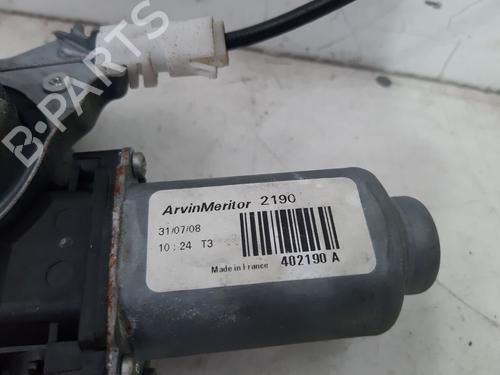 B-PARTS
ArvinMeritor 2190
31/07/08
10:24 T3
Made in France 402190 A